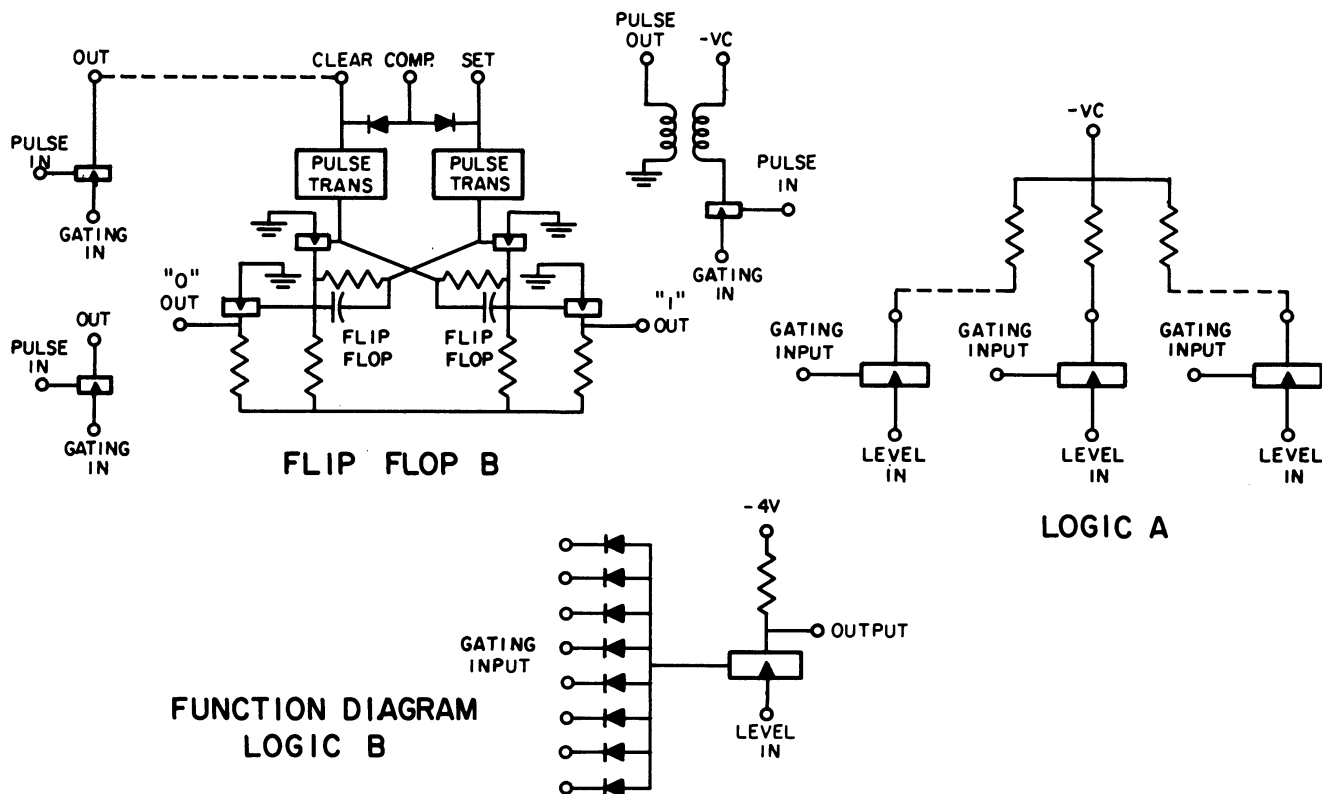 PULSE
OUT
-VC
OUT
CLEAR
COMP.
SET
PULSE
IN
GATING
IN
PULSE
TRANS
PULSE
TRANS
PULSE
IN
GATING
IN
"0"
OUT
"1"
OUT
FLIP
FLOP
FLIP
FLOP
OUT
PULSE
IN
GATING
IN
FLIP FLOP B
-VC
GATING
INPUT
GATING
INPUT
GATING
INPUT
LEVEL
IN
LEVEL
IN
LEVEL
IN
LOGIC A
-4V
OUTPUT
GATING
INPUT
LEVEL
IN
FUNCTION DIAGRAM
LOGIC B